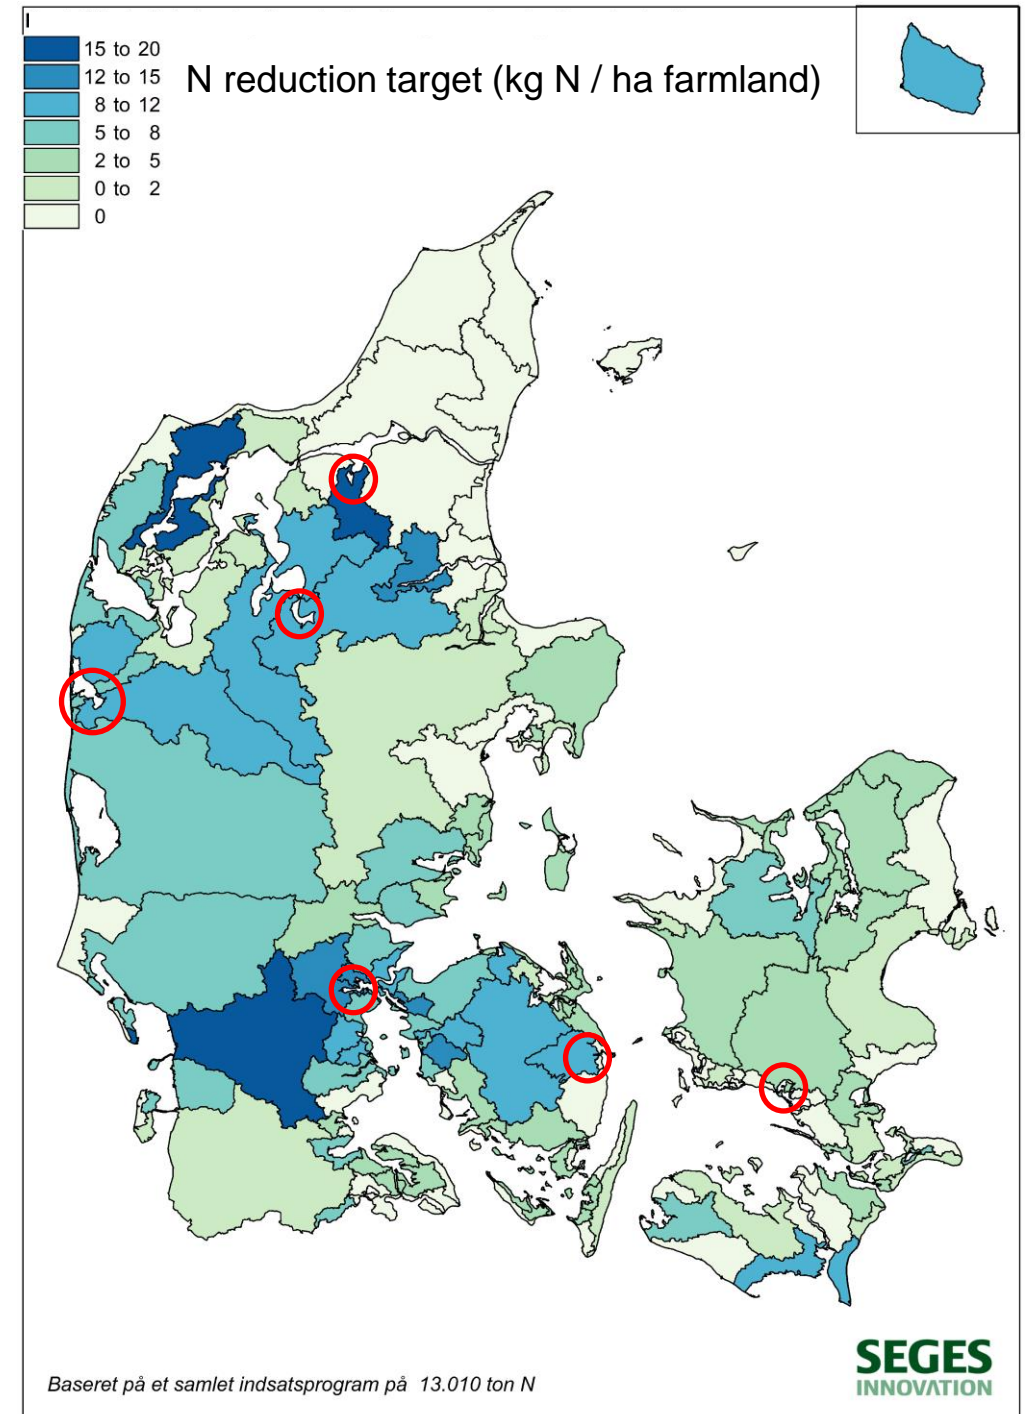 15 to 20
12 to 15
8 to 12
5 to 8
2 to 5
0 to 2
0
N reduction target (kg N / ha farmland)
Baseret på et samlet indsatsprogram på 13.010 ton N
SEGES
INNOVATION